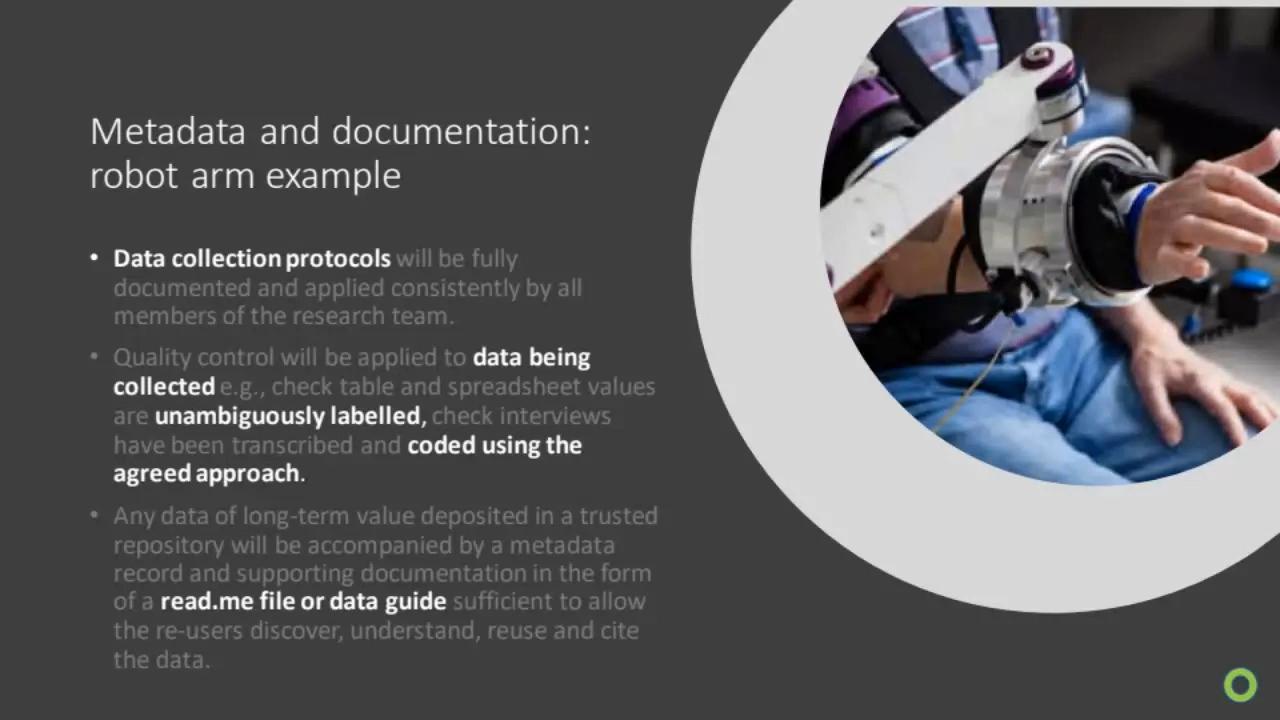 Metadata and documentation:
robot arm example
• Data collection protocols will be fully
documented and applied consistently by all
members of the research team.
• Quality control will be applied to data being
collected e.g., check table and spreadsheet values
are unambiguously labelled, check interviews
have been transcribed and coded using the
agreed approach.
• Any data of long-term value deposited in a trusted
repository will be accompanied by a metadata
record and supporting documentation in the form
of a read.me file or data guide sufficient to allow
the re-users discover, understand, reuse and cite
the data.